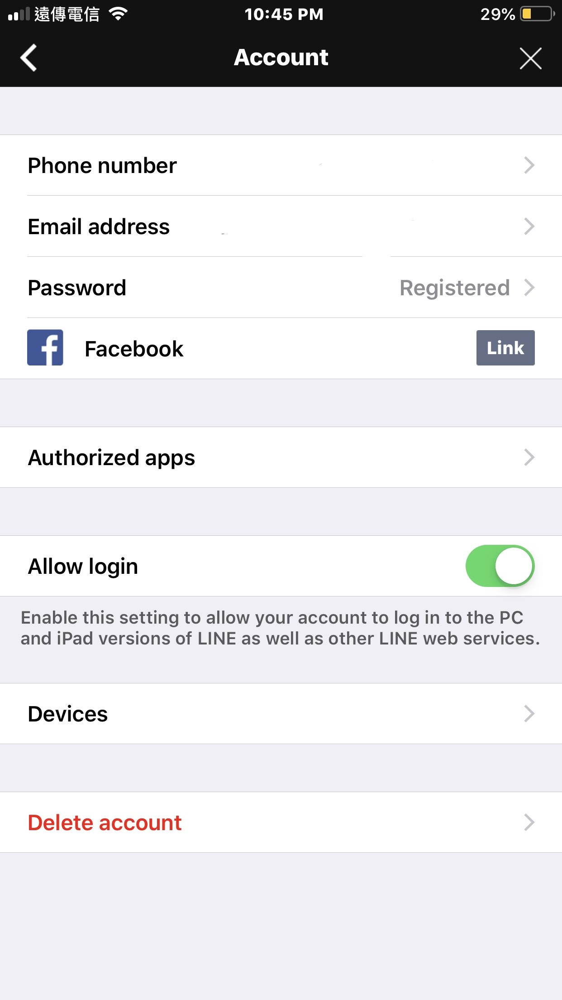 遠傳電信 10:45 PM 29%
Account
Phone number
Email address
Password Registered
Facebook Link
Authorized apps
Allow login
Enable this setting to allow your account to log in to the PC
and iPad versions of LINE as well as other LINE web services.
Devices
Delete account